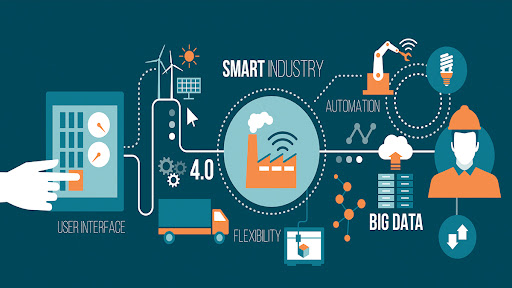 SMART INDUSTRY
AUTOMATION
4.0
USER INTERFACE
FLEXIBILITY
BIG DATA